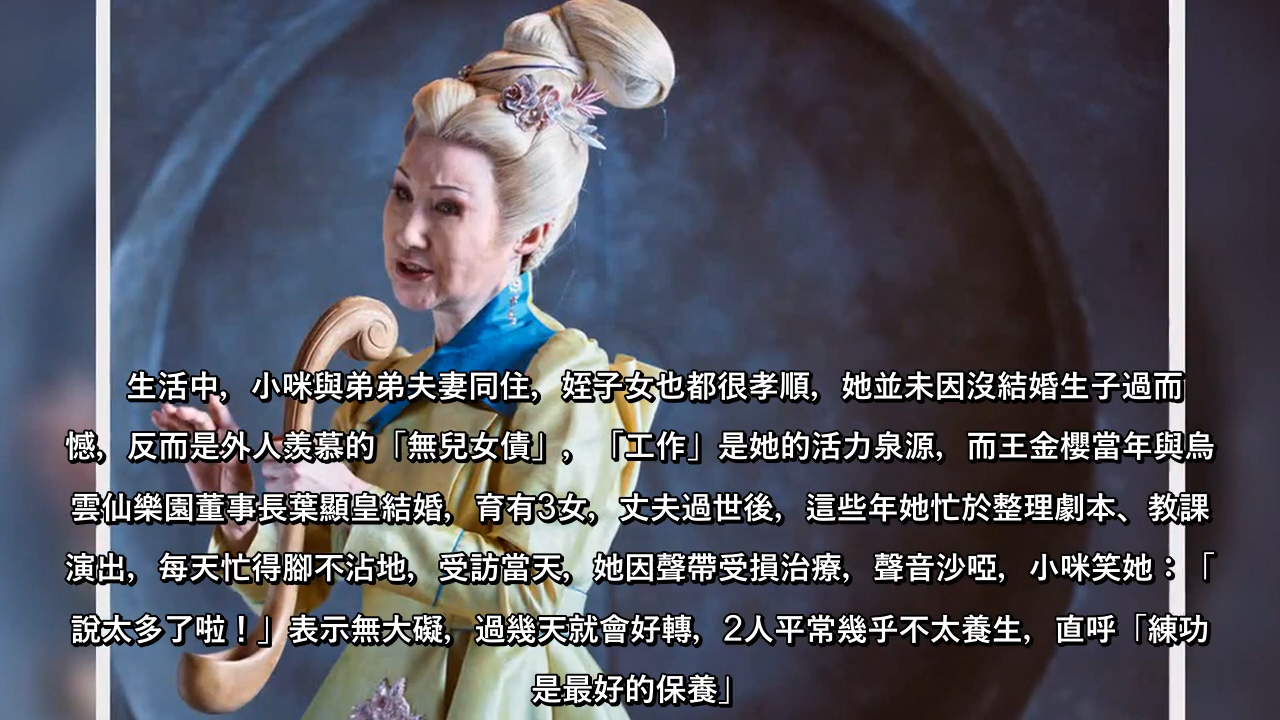 生活中，小咪與弟弟夫妻同住，姪子女也都很孝順，她並未因沒結婚生子過而
憾，反而是外人羨慕的「無兒女債」，「工作」是她的活力泉源，而王金櫻當年與烏
雲仙樂園董事長葉顯皇結婚，育有3女，丈夫過世後，這些年她忙於整理劇本、教課
演出，每天忙得腳不沾地，受訪當天，她因聲帶受損治療，聲音沙啞，小咪笑她：「
說太多了啦！」表示無大礙，過幾天就會好轉，2人平常幾乎不太養生，直呼「練功
是最好的保養」